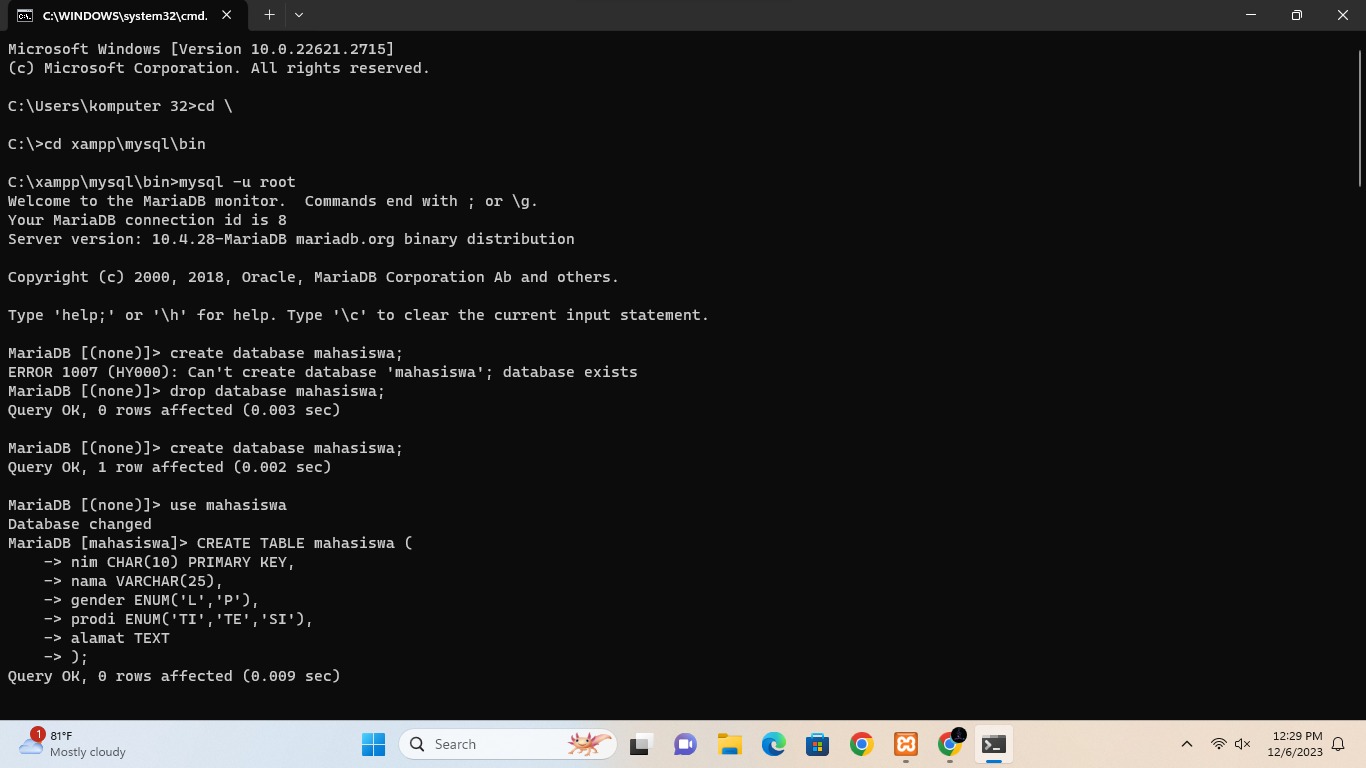 C:\WINDOWS\system32\cmd.
Microsoft Windows [Version 10.0.22621.2715]
(c) Microsoft Corporation. All rights reserved.
C:\Users\komputer 32>cd \
C:\>cd xampp\mysql\bin
C:\xampp\mysql\bin>mysql -u root
Welcome to the MariaDB monitor.  Commands end with ; or \g.
Your MariaDB connection id is 8
Server version: 10.4.28-MariaDB mariadb.org binary distribution
Copyright (c) 2000, 2018, Oracle, MariaDB Corporation Ab and others.
Type 'help;' or '\h' for help. Type '\c' to clear the current input statement.
MariaDB [(none)]> create database mahasiswa;
ERROR 1007 (HY000): Can't create database 'mahasiswa'; database exists
MariaDB [(none)]> drop database mahasiswa;
Query OK, 0 rows affected (0.003 sec)
MariaDB [(none)]> create database mahasiswa;
Query OK, 1 row affected (0.002 sec)
MariaDB [(none)]> use mahasiswa
Database changed
MariaDB [mahasiswa]> CREATE TABLE mahasiswa (
    -> nim CHAR(10) PRIMARY KEY,
    -> nama VARCHAR(25),
    -> gender ENUM('L','P'),
    -> prodi ENUM('TI','TE','SI'),
    -> alamat TEXT
    -> );
Query OK, 0 rows affected (0.009 sec)
1
81°F
Mostly cloudy
Search
12:29 PM
12/6/2023